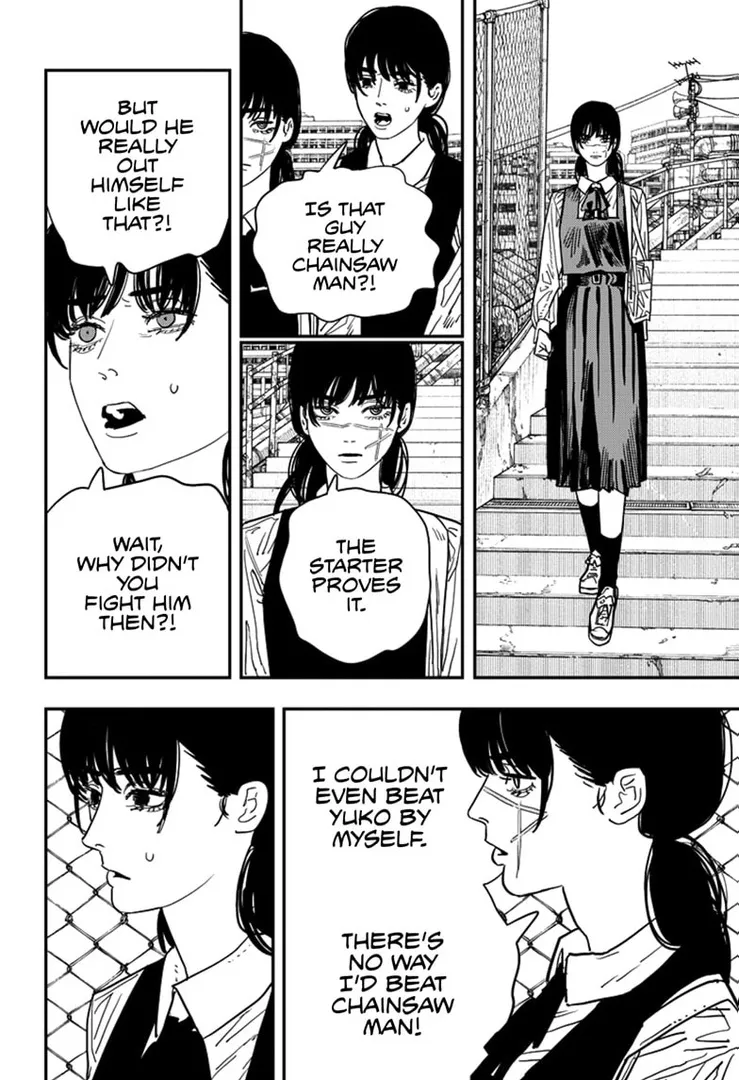 IS THAT
GUY
REALLY
CHAINSAW
MAN?!
THE
STARTER
PROVES
IT.
BUT
WOULD HE
REALLY
OUT
HIMSELF
LIKE
THAT?!
WAIT,
WHY DIDN'T
YOU
FIGHT HIM
THEN?!
I COULDN'T
EVEN BEAT
YUKO BY
MYSELF.
THERE'S
NO WAY
I'D BEAT
CHAINSAW
MAN!